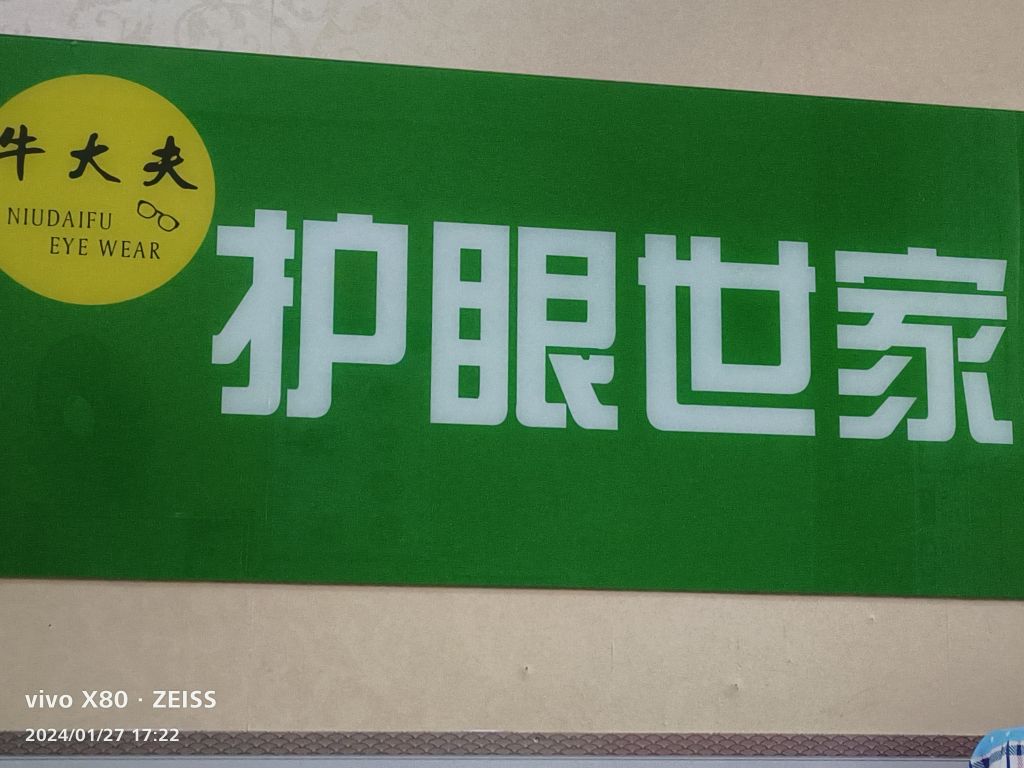 牛大夫
NIUDAIFU
EYE WEAR
护眼世家
vivo X80 · ZEISS
2024/01/27 17:22